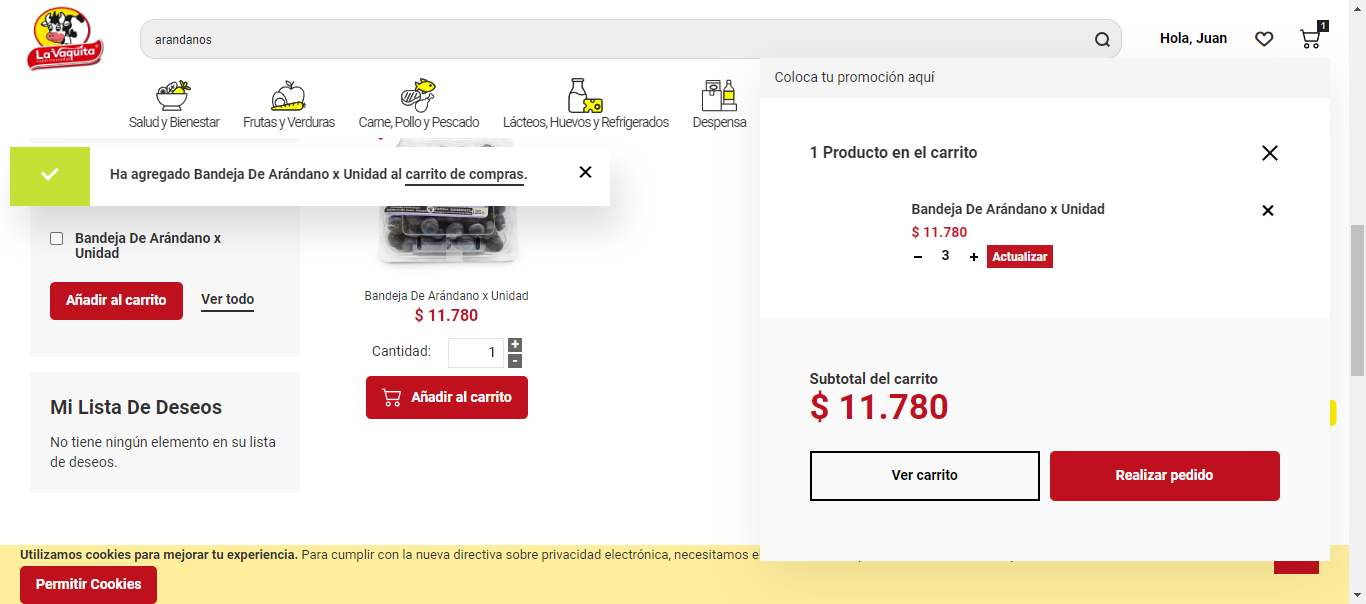 La Vaquita
arandanos
Hola, Juan
1
Salud y Bienestar
Frutas y Verduras
Carne, Pollo y Pescado
Lácteos, Huevos y Refrigerados
Despensa
Coloca tu promoción aquí
Ha agregado Bandeja De Arándano x Unidad al carrito de compras.
1 Producto en el carrito
Bandeja De Arándano x Unidad
$ 11.780
3
Actualizar
Bandeja De Arándano x
Unidad
Añadir al carrito
Ver todo
Bandeja De Arándano x Unidad
$ 11.780
Cantidad:
1
Añadir al carrito
Mi Lista De Deseos
No tiene ningún elemento en su lista
de deseos.
Subtotal del carrito
$ 11.780
Ver carrito
Realizar pedido
Utilizamos cookies para mejorar tu experiencia. Para cumplir con la nueva directiva sobre privacidad electrónica, necesitamos
Permitir Cookies